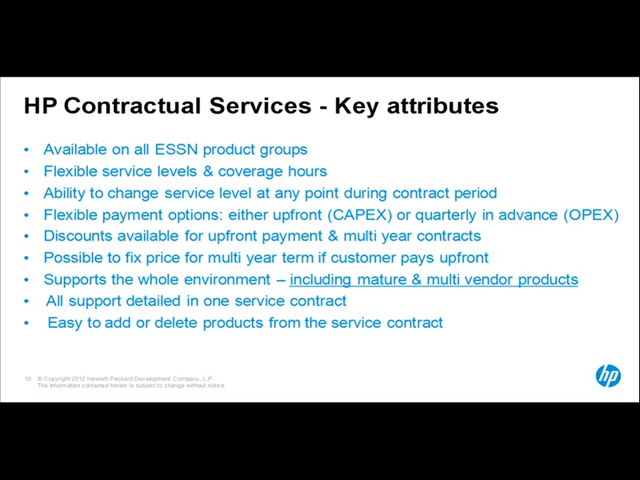 HP Contractual Services - Key attributes
• Available on all ESSN product groups
• Flexible service levels & coverage hours
• Ability to change service level at any point during contract period
• Flexible payment options: either upfront (CAPEX) or quarterly in advance (OPEX)
• Discounts available for upfront payment & multi year contracts
• Possible to fix price for multi year term if customer pays upfront
• Supports the whole environment – including mature & multi vendor products
• All support detailed in one service contract
• Easy to add or delete products from the service contract
10 © Copyright 2012 Hewlett-Packard Development Company, L.P.
The information contained herein is subject to change without notice.
hp